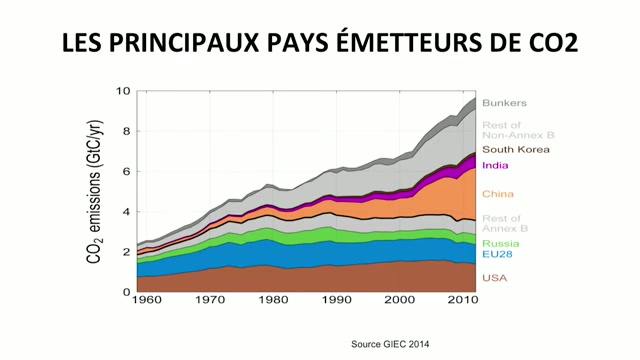 LES PRINCIPAUX PAYS ÉMETTEURS DE CO2
CO2 emissions (GtC/yr)
10
8
6
4
2
0
1960 1970 1980 1990 2000 2010
Bunkers
Rest of
Non-Annex B
South Korea
India
China
Rest of
Annex B
Russia
EU28
USA
Source GIEC 2014